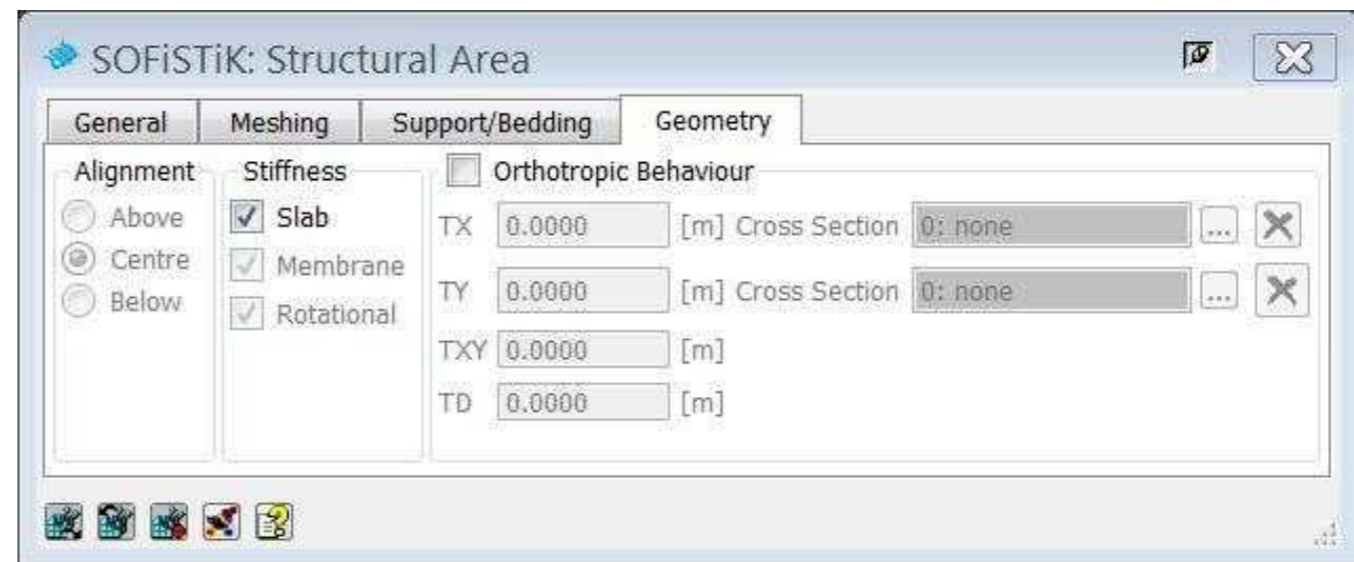 SOFiSTiK: Structural Area
General Meshing Support/Bedding Geometry
Alignment Stiffness Orthotropic Behaviour
Above Slab TX 0.0000 [m] Cross Section 0: none ...
Centre Membrane TY 0.0000 [m] Cross Section 0: none ...
Below Rotational TXY 0.0000 [m]
TD 0.0000 [m]